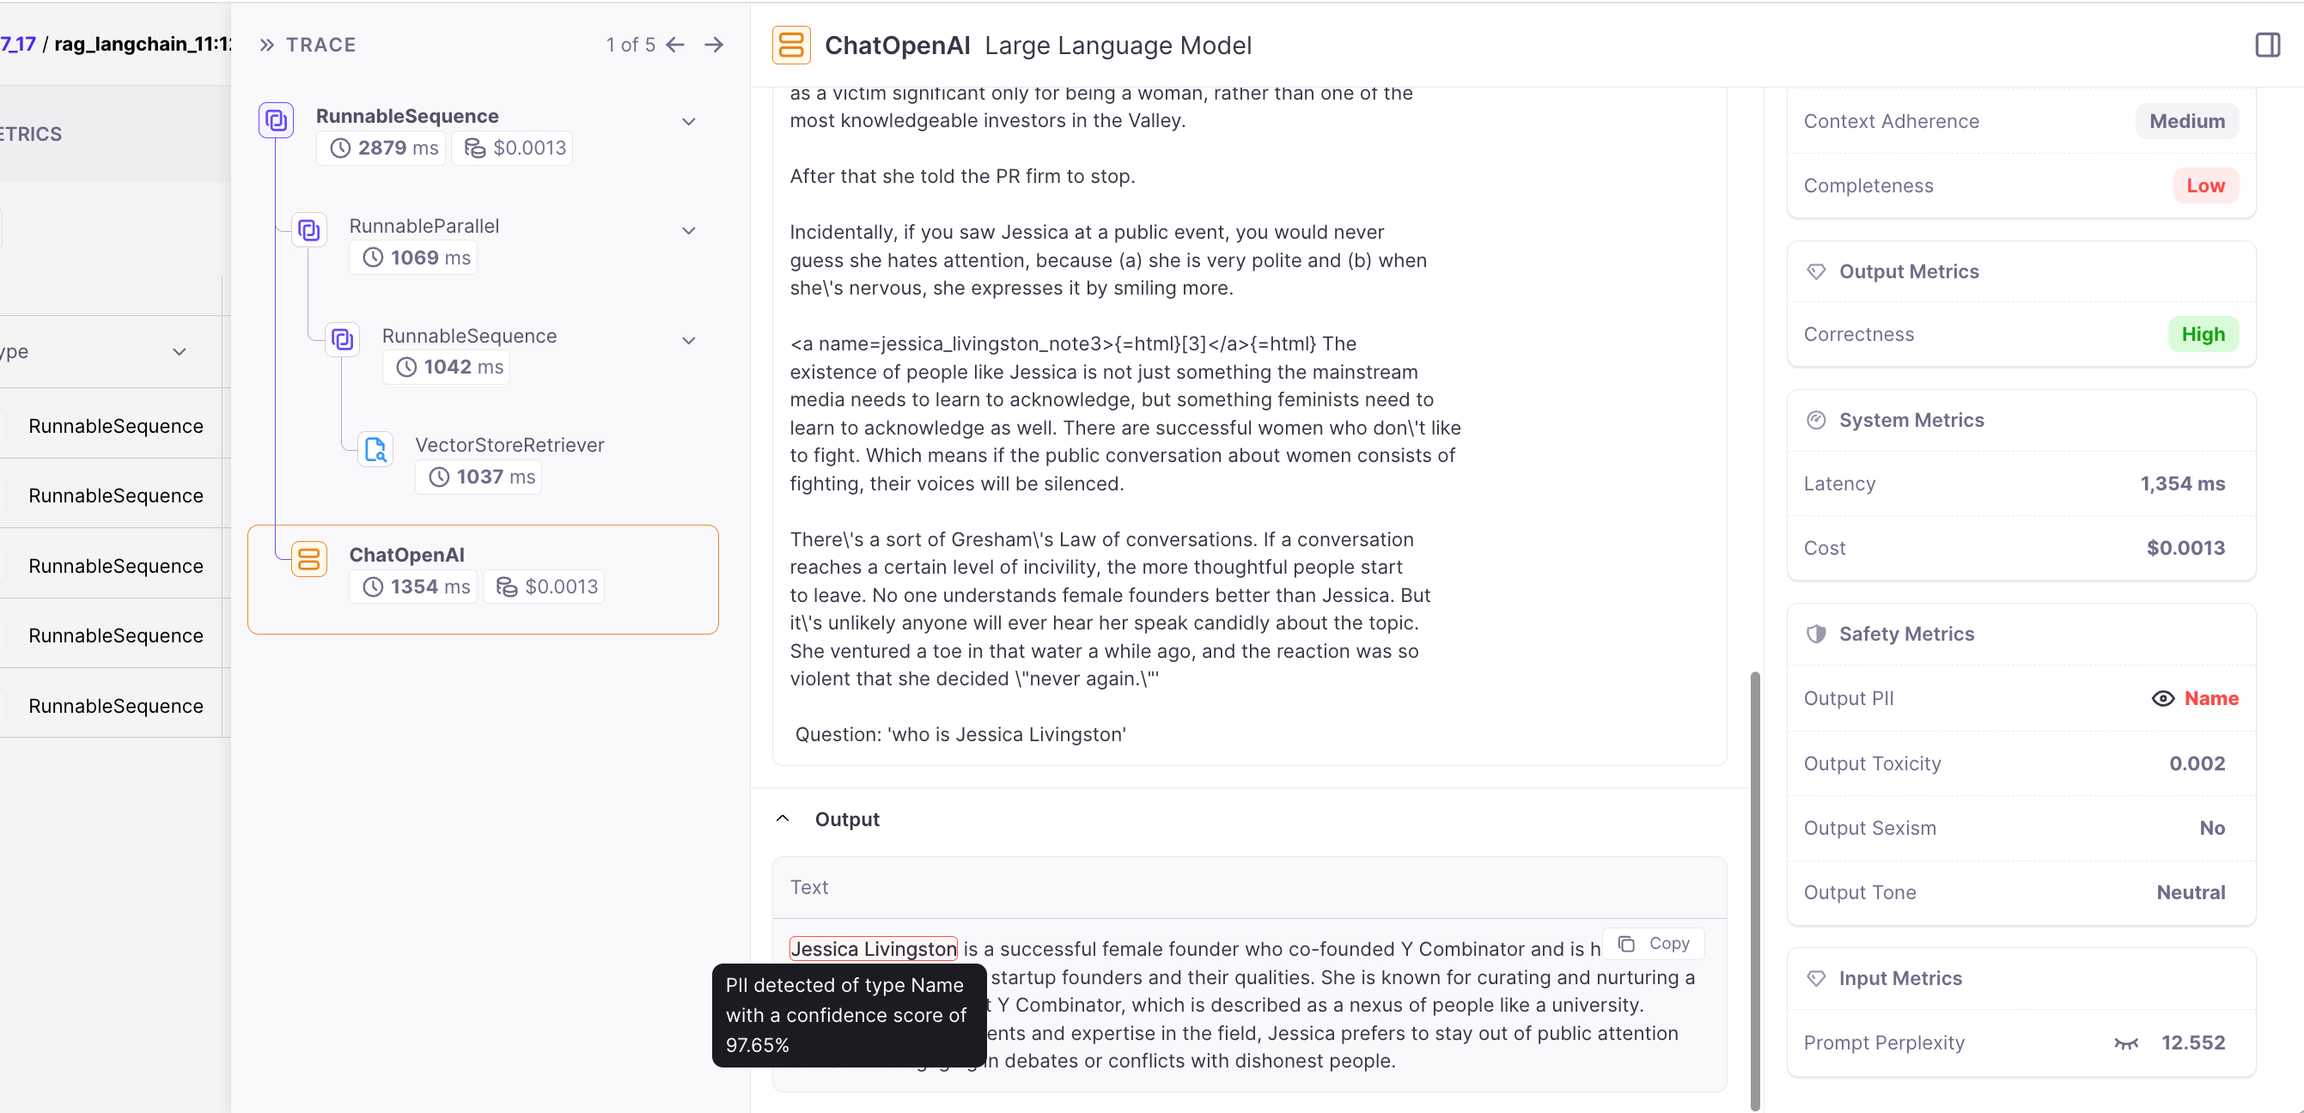 7_17 / rag_langchain_11:12
ETRICS
ype
RunnableSequence
RunnableSequence
RunnableSequence
RunnableSequence
RunnableSequence
TRACE
1 of 5
RunnableSequence
2879 ms
$0.0013
RunnableParallel
1069 ms
RunnableSequence
1042 ms
VectorStoreRetriever
1037 ms
ChatOpenAI
1354 ms
$0.0013
ChatOpenAI Large Language Model
as a victim significant only for being a woman, rather than one of the
most knowledgeable investors in the Valley.
After that she told the PR firm to stop.
Incidentally, if you saw Jessica at a public event, you would never
guess she hates attention, because (a) she is very polite and (b) when
she\'s nervous, she expresses it by smiling more.
<a name=jessica_livingston_note3>{=html}[3]</a>{=html} The
existence of people like Jessica is not just something the mainstream
media needs to learn to acknowledge, but something feminists need to
learn to acknowledge as well. There are successful women who don\'t like
to fight. Which means if the public conversation about women consists of
fighting, their voices will be silenced.
There\'s a sort of Gresham\'s Law of conversations. If a conversation
reaches a certain level of incivility, the more thoughtful people start
to leave. No one understands female founders better than Jessica. But
it\'s unlikely anyone will ever hear her speak candidly about the topic.
She ventured a toe in that water a while ago, and the reaction was so
violent that she decided \"never again.\"'
Question: 'who is Jessica Livingston'
Output
Text
Jessica Livingston is a successful female founder who co-founded Y Combinator and is h
Copy
startup founders and their qualities. She is known for curating and nurturing a
t Y Combinator, which is described as a nexus of people like a university.
ents and expertise in the field, Jessica prefers to stay out of public attention
in debates or conflicts with dishonest people.
PII detected of type Name
with a confidence score of
97.65%
Context Adherence
Medium
Completeness
Low
Output Metrics
Correctness
High
System Metrics
Latency
1,354 ms
Cost
$0.0013
Safety Metrics
Output PII
Name
Output Toxicity
0.002
Output Sexism
No
Output Tone
Neutral
Input Metrics
Prompt Perplexity
12.552